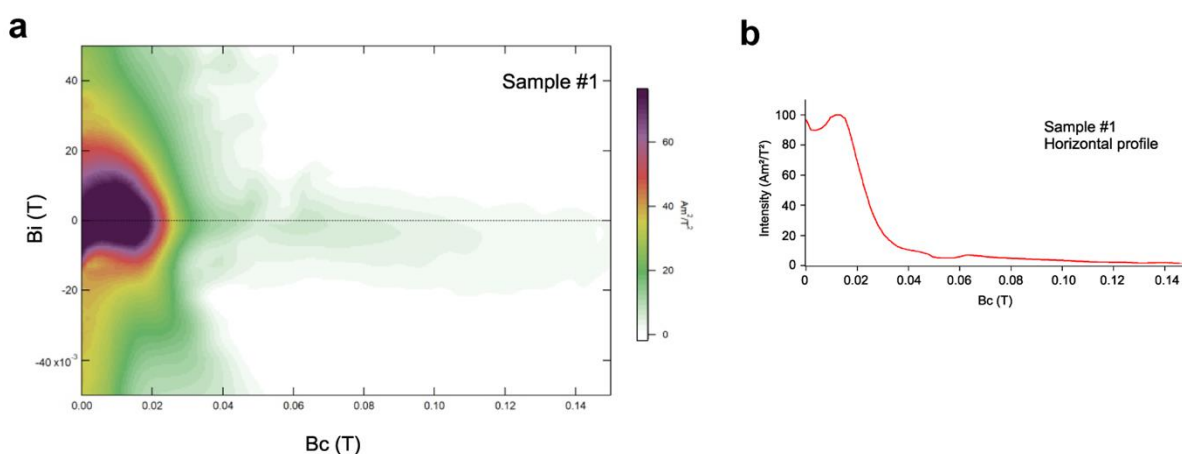 a
Sample #1
40
20
0
-20
-40 x10⁻³
Bi (T)
0.00 0.02 0.04 0.06 0.08 0.10 0.12 0.14
Bc (T)
60
40
20
0
Am²/T²
b
Sample #1
Horizontal profile
100
80
60
40
20
0
Intensity (Am²/T²)
0 0.02 0.04 0.06 0.08 0.10 0.12 0.14
Bc (T)